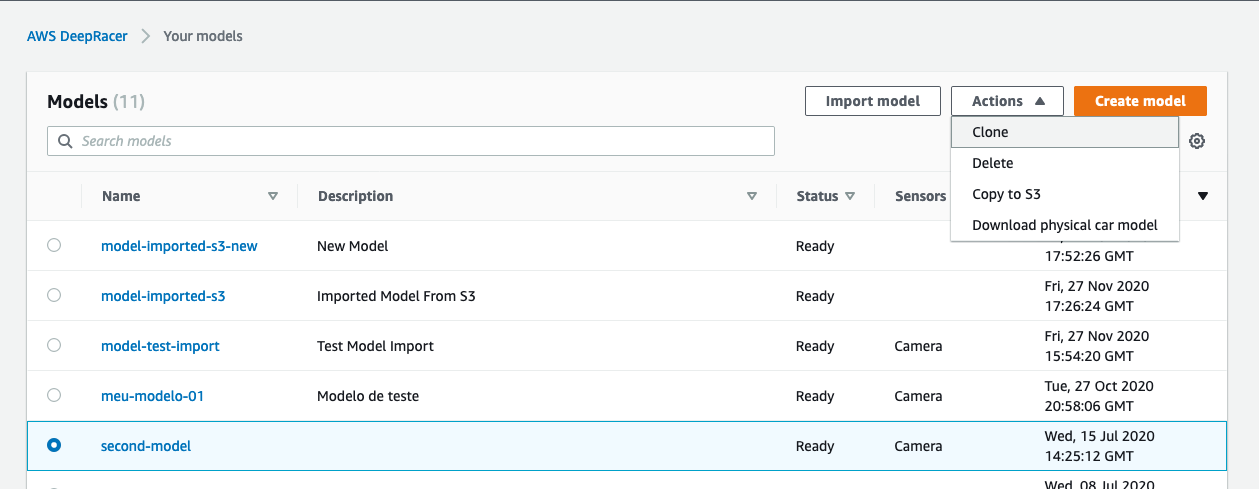 AWS DeepRacer > Your models
Models (11)
Import model
Actions
Create model
Search models
Clone
Delete
Copy to S3
Download physical car model
Name Description Status Sensors
model-imported-s3-new New Model Ready
17:52:26 GMT
model-imported-s3 Imported Model From S3 Ready
Fri, 27 Nov 2020
17:26:24 GMT
model-test-import Test Model Import Ready Camera
Fri, 27 Nov 2020
15:54:20 GMT
meu-modelo-01 Modelo de teste Ready Camera
Tue, 27 Oct 2020
20:58:06 GMT
second-model Ready Camera
Wed, 15 Jul 2020
14:25:12 GMT
Wed, 08 Jul 2020